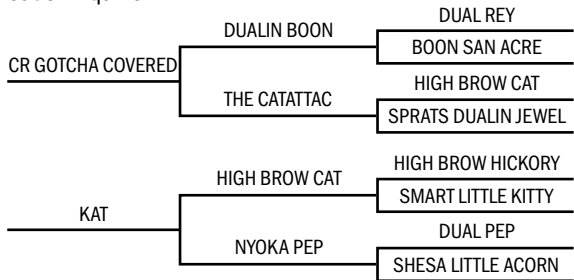 DUAL REY
DUALIN BOON
BOON SAN ACRE
CR GOTCHA COVERED
HIGH BROW CAT
THE CATATTAC
SPRATS DUALIN JEWEL
HIGH BROW HICKORY
HIGH BROW CAT
SMART LITTLE KITTY
KAT
DUAL PEP
NYOKA PEP
SHESA LITTLE ACORN